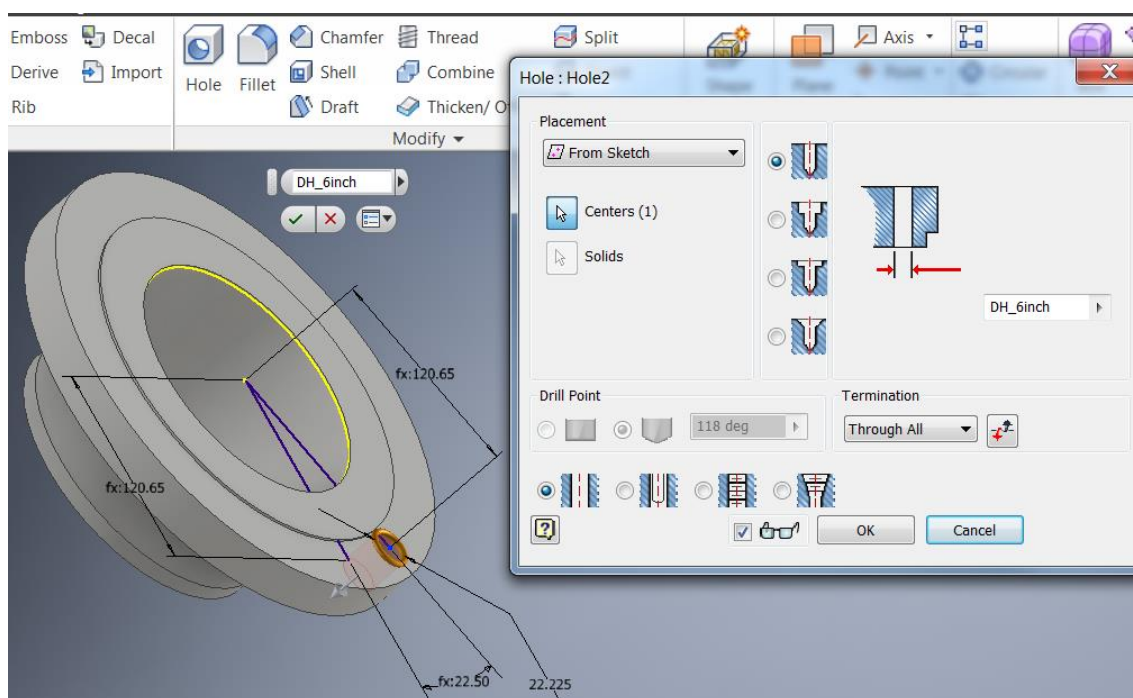 Emboss Decal
Derive Import
Rib
Hole Fillet
Chamfer Thread
Shell Combine
Draft Thicken/ O
Modify
Split
Axis
Hole : Hole2
X
Placement
From Sketch
Centers (1)
Solids
DH_6inch
DH_6inch
Drill Point
118 deg
Termination
Through All
?
OK
Cancel
fx:120.65
fx:120.65
fx:22.50
22.225